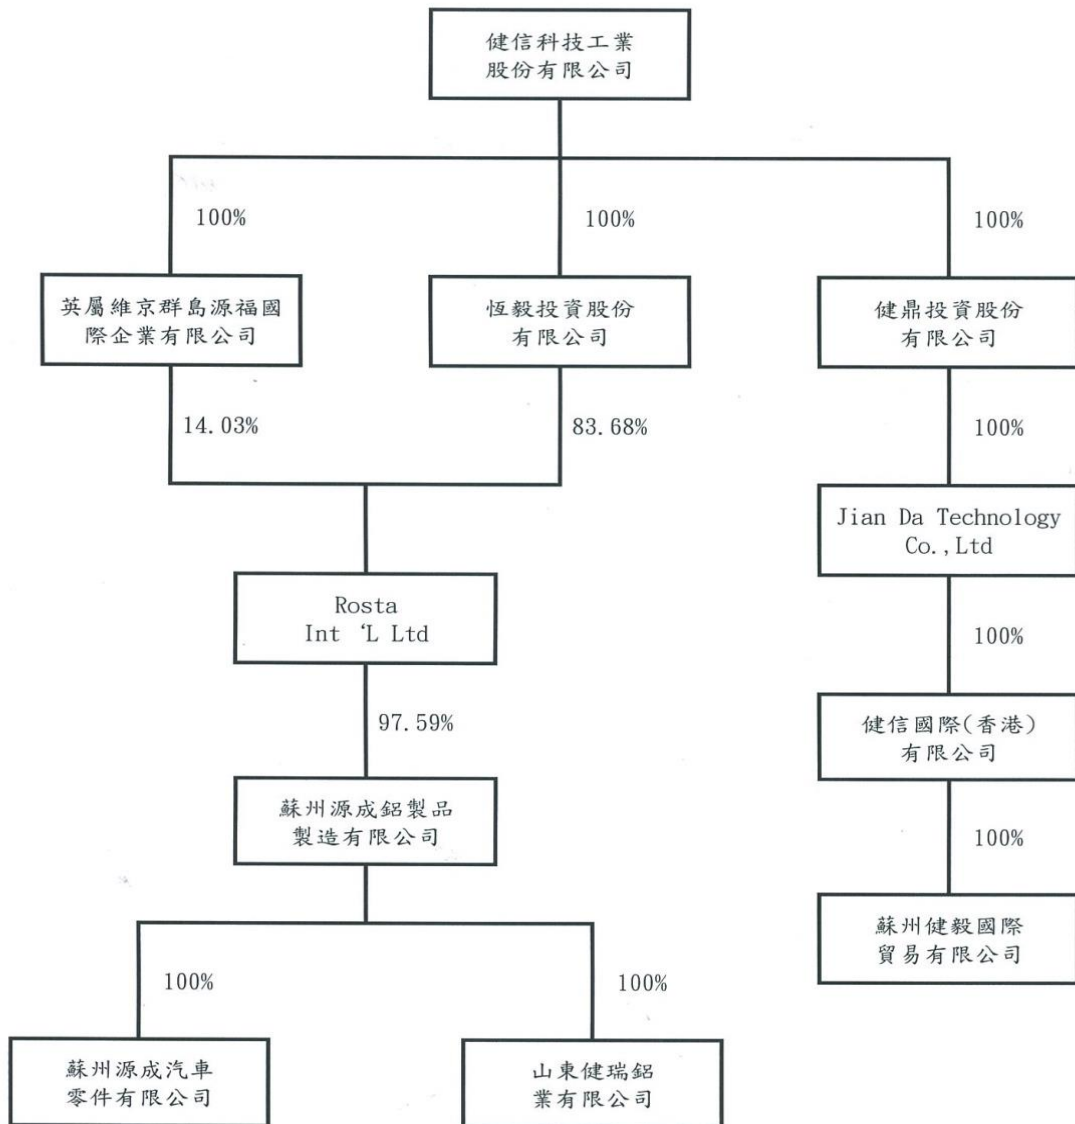 健信科技工業
股份有限公司
100%
100%
100%
英屬維京群島源福國
際企業有限公司
恆毅投資股份
有限公司
健鼎投資股份
有限公司
14.03%
83.68%
100%
Jian Da Technology
Co.,Ltd
Rosta
Int ‘L Ltd
100%
97.59%
健信國際(香港)
有限公司
蘇州源成鋁製品
製造有限公司
100%
蘇州健毅國際
貿易有限公司
100%
100%
蘇州源成汽車
零件有限公司
山東健瑞鋁
業有限公司